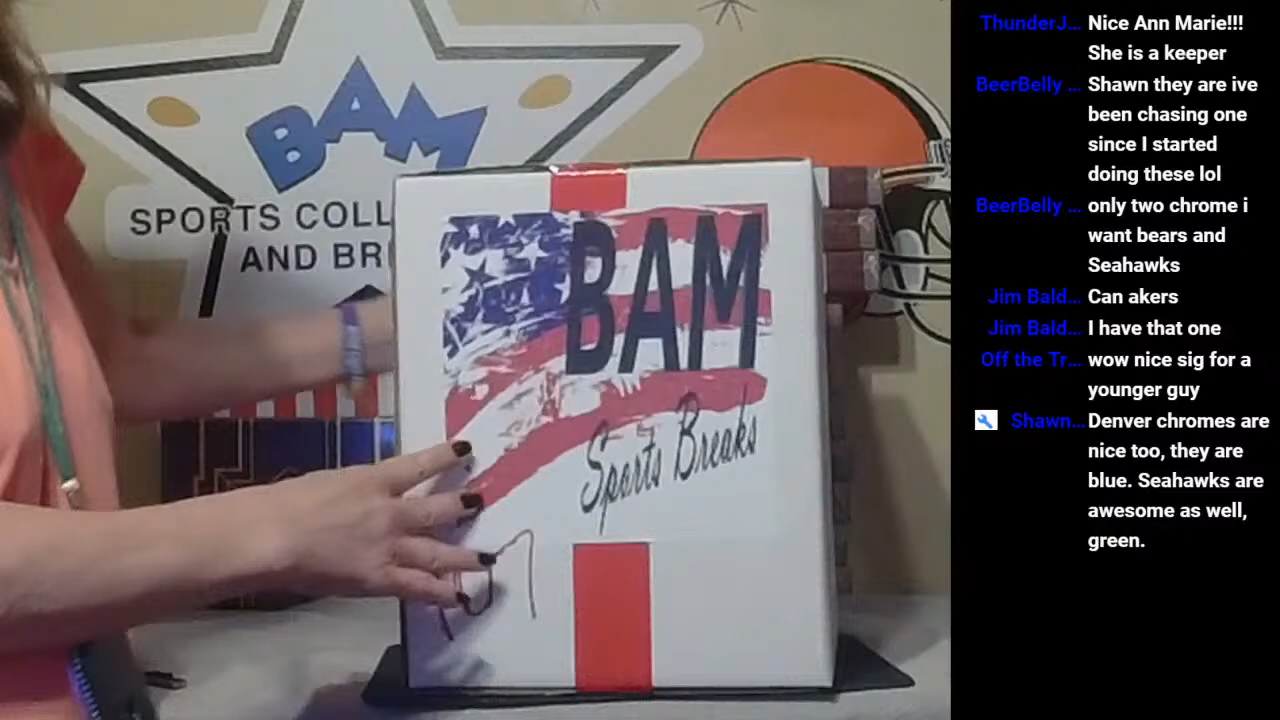 BAM
SPORTS COLL
AND BR
BAM
Sports Breaks
ThunderJ... Nice Ann Marie!!!
She is a keeper
BeerBelly ... Shawn they are ive
been chasing one
since I started
doing these lol
BeerBelly ... only two chrome i
want bears and
Seahawks
Jim Bald... Can akers
Jim Bald... I have that one
Off the Tr... wow nice sig for a
younger guy
Shawn... Denver chromes are
nice too, they are
blue. Seahawks are
awesome as well,
green.